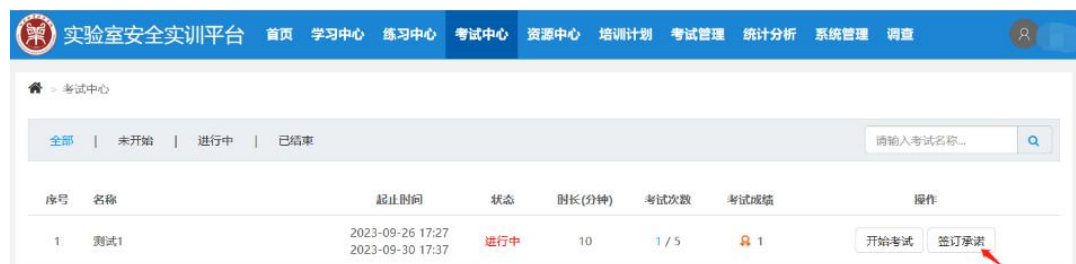 实验室安全实训平台 首页 学习中心 练习中心 考试中心 资源中心 培训计划 考试管理 统计分析 系统管理 调查
> 考试中心
全部 | 未开始 | 进行中 | 已结束 请输入考试名称...
序号 名称 起止时间 状态 时长(分钟) 考试次数 考试成绩 操作
1 测试1 2023-09-26 17:27 进行中 10 1 / 5 1 开始考试 签订承诺
2023-09-30 17:37